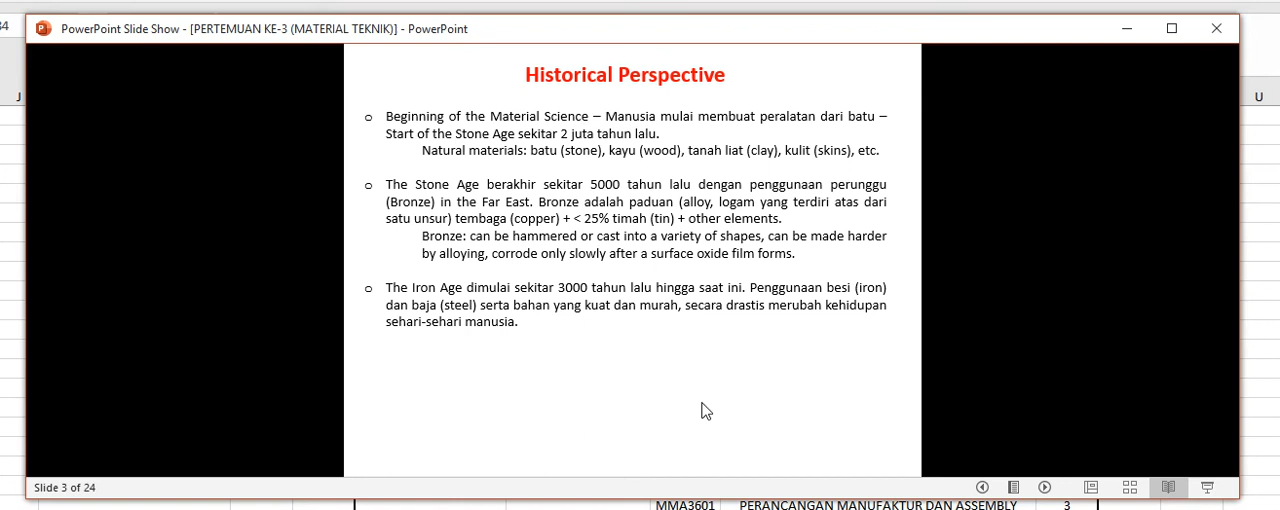 34
PowerPoint Slide Show - [PERTEMUAN KE-3 (MATERIAL TEKNIK)] - PowerPoint
J
U
Historical Perspective
o Beginning of the Material Science – Manusia mulai membuat peralatan dari batu –
Start of the Stone Age sekitar 2 juta tahun lalu.
Natural materials: batu (stone), kayu (wood), tanah liat (clay), kulit (skins), etc.
o The Stone Age berakhir sekitar 5000 tahun lalu dengan penggunaan perunggu
(Bronze) in the Far East. Bronze adalah paduan (alloy, logam yang terdiri atas dari
satu unsur) tembaga (copper) + < 25% timah (tin) + other elements.
Bronze: can be hammered or cast into a variety of shapes, can be made harder
by alloying, corrode only slowly after a surface oxide film forms.
o The Iron Age dimulai sekitar 3000 tahun lalu hingga saat ini. Penggunaan besi (iron)
dan baja (steel) serta bahan yang kuat dan murah, secara drastis merubah kehidupan
sehari-sehari manusia.
Slide 3 of 24
MMA3601 PERANCANGAN MANUFAKTUR DAN ASSEMBLY 3